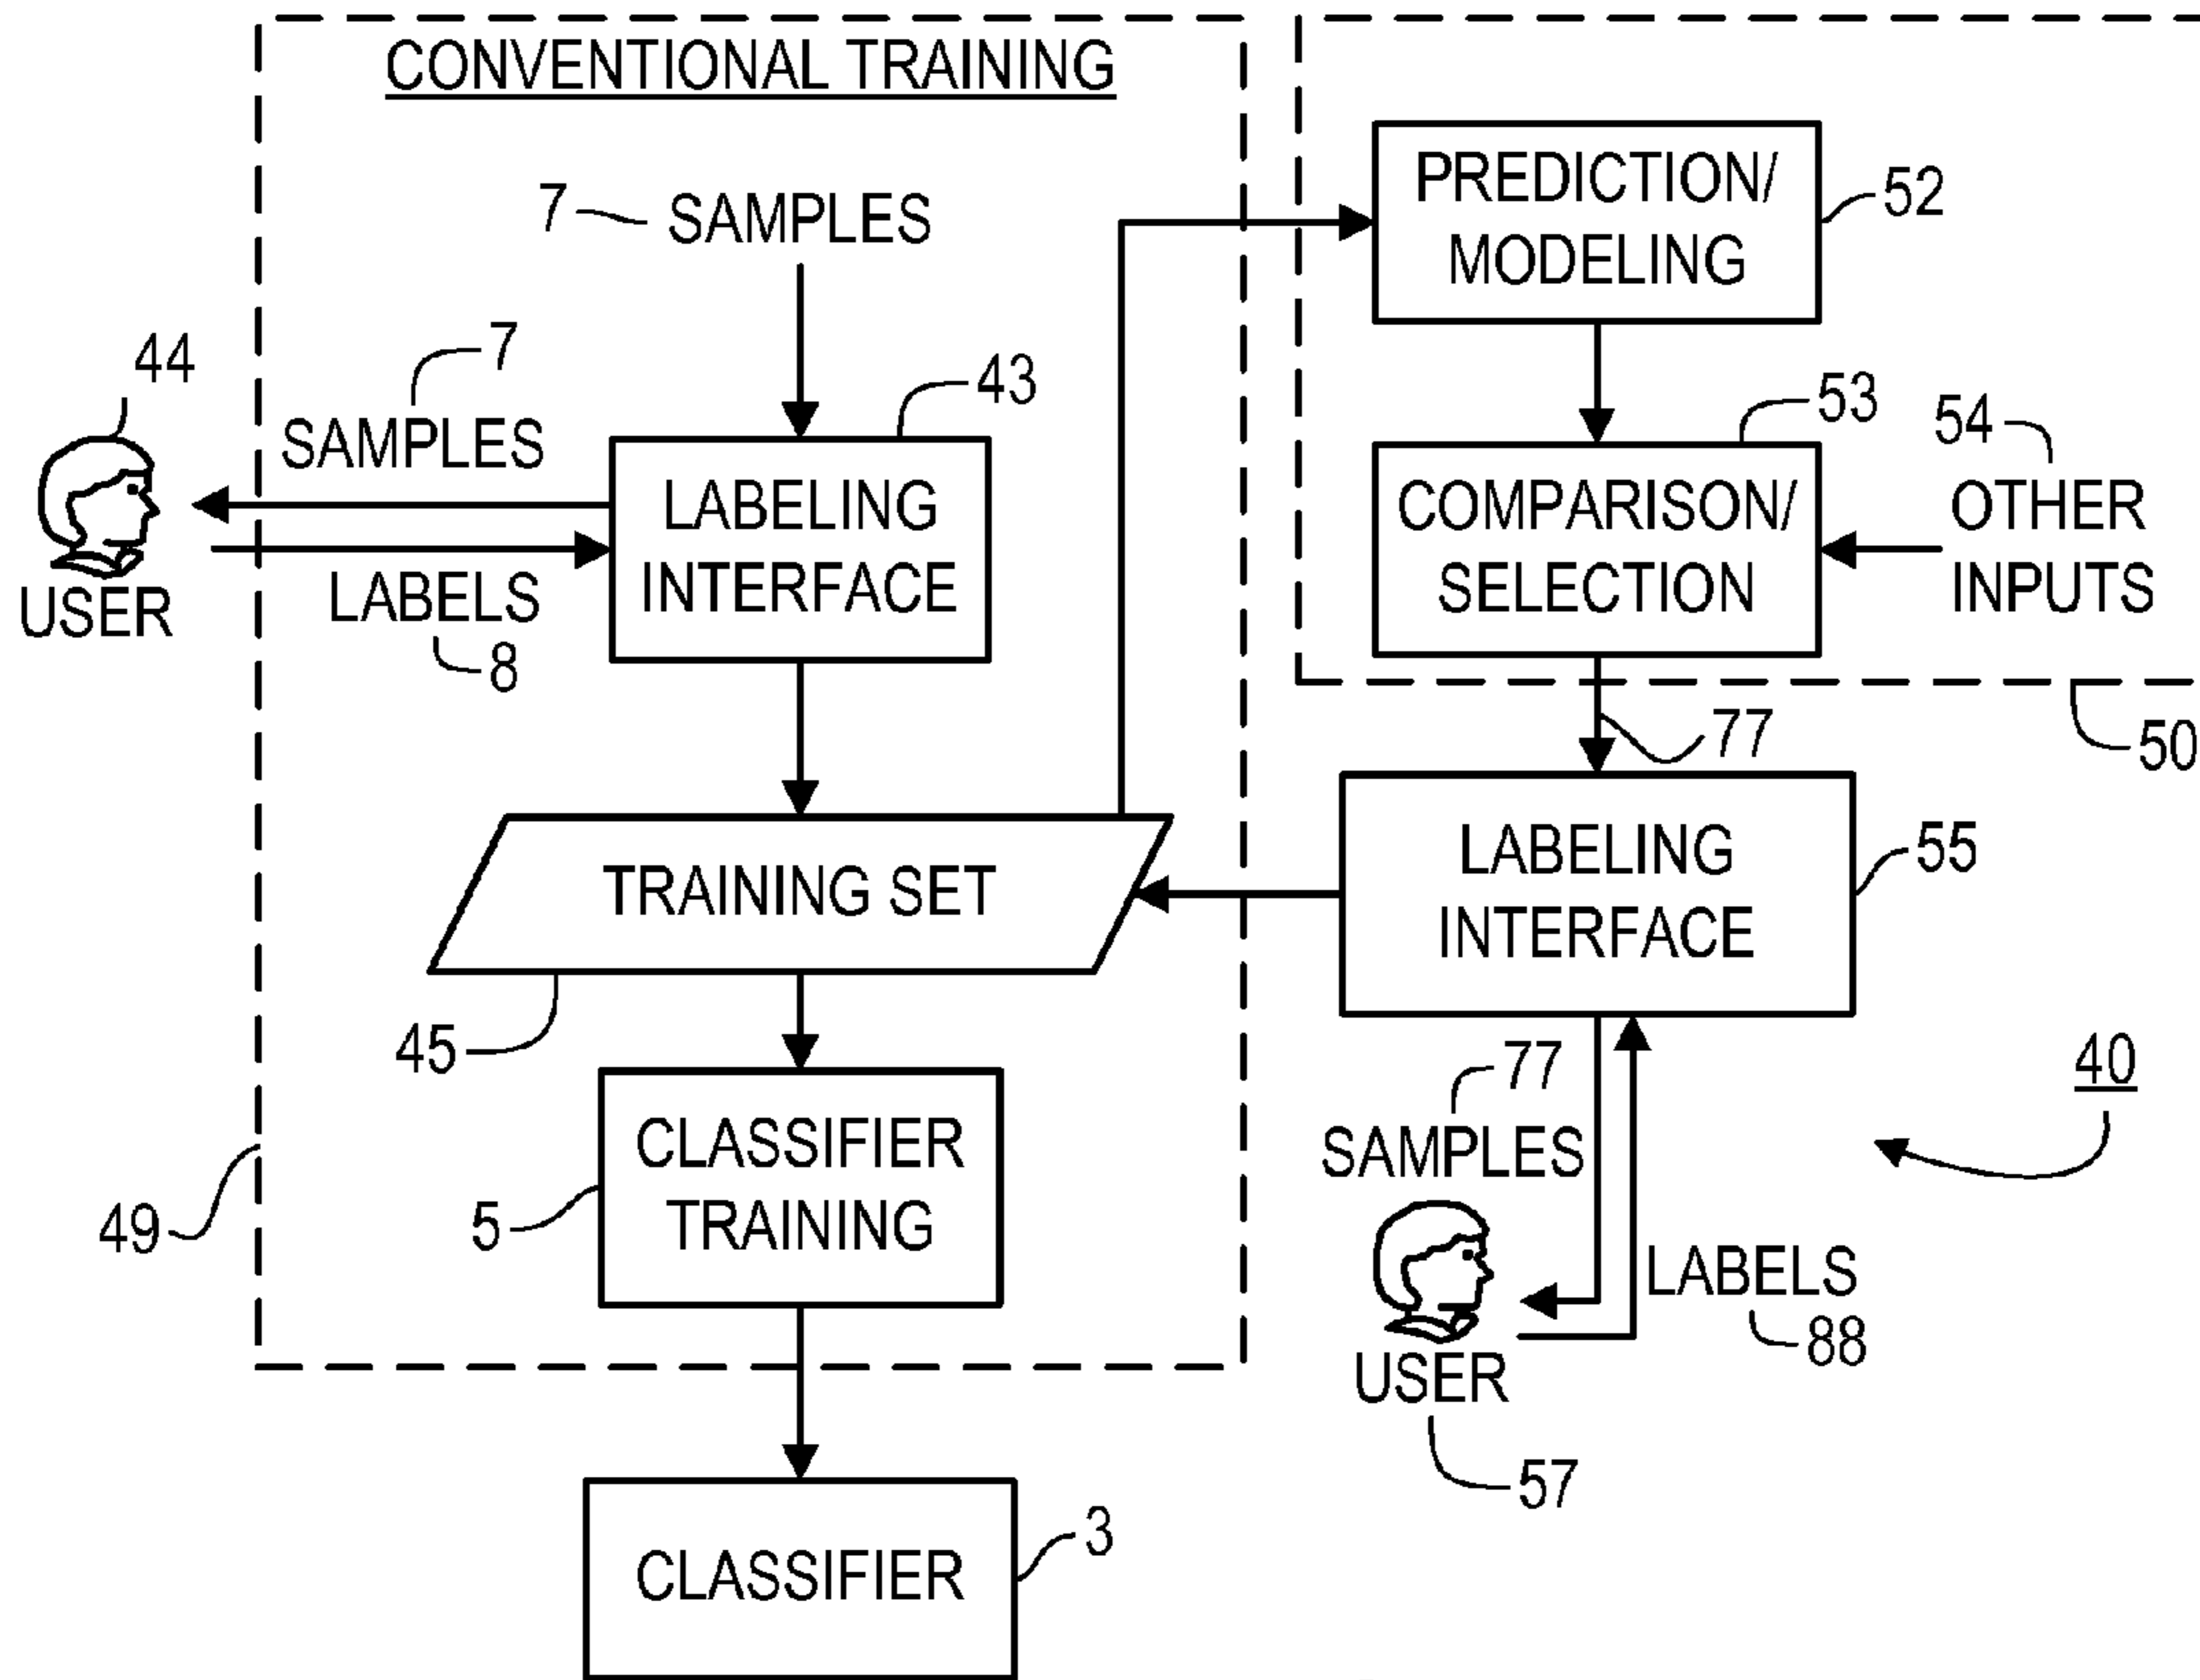 CONVENTIONAL TRAINING
7
SAMPLES
44
7
SAMPLES
43
LABELING
INTERFACE
USER
LABELS
8
TRAINING SET
45
CLASSIFIER
TRAINING
5
49
CLASSIFIER
3
PREDICTION/
MODELING
52
53
COMPARISON/
SELECTION
54
OTHER
INPUTS
77
50
LABELING
INTERFACE
55
77
SAMPLES
40
LABELS
88
USER
57